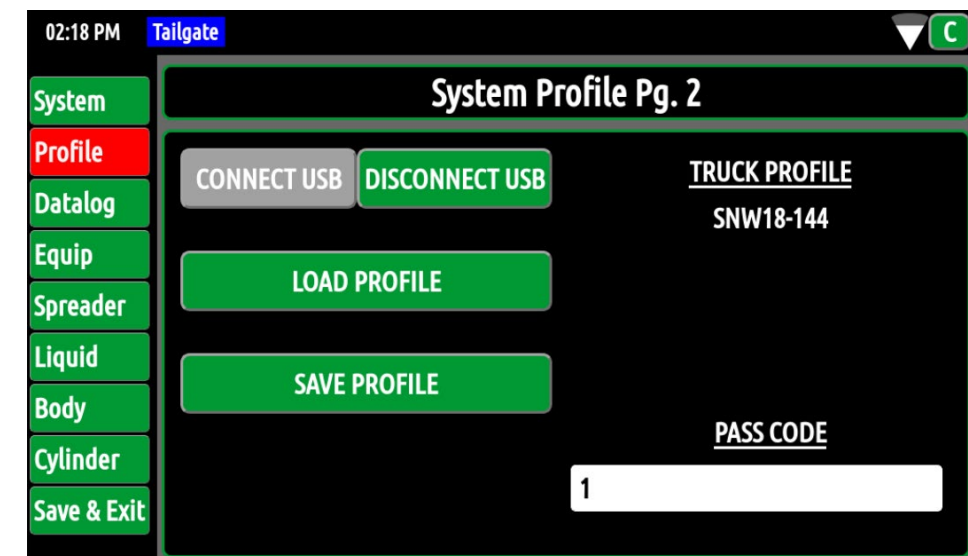 02:18 PM Tailgate C
System Profile Pg. 2
System
Profile
Datalog
Equip
Spreader
Liquid
Body
Cylinder
Save & Exit
CONNECT USB DISCONNECT USB
LOAD PROFILE
SAVE PROFILE
TRUCK PROFILE
SNW18-144
PASS CODE
1